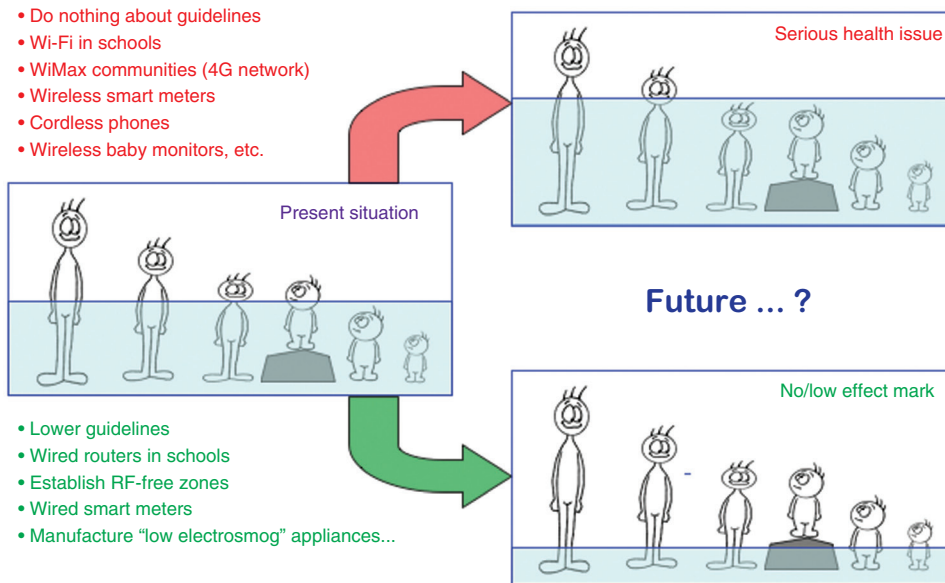 • Do nothing about guidelines
• Wi-Fi in schools
• WiMax communities (4G network)
• Wireless smart meters
• Cordless phones
• Wireless baby monitors, etc.
Serious health issue
Present situation
Future ... ?
No/low effect mark
• Lower guidelines
• Wired routers in schools
• Establish RF-free zones
• Wired smart meters
• Manufacture “low electrosmog” appliances...